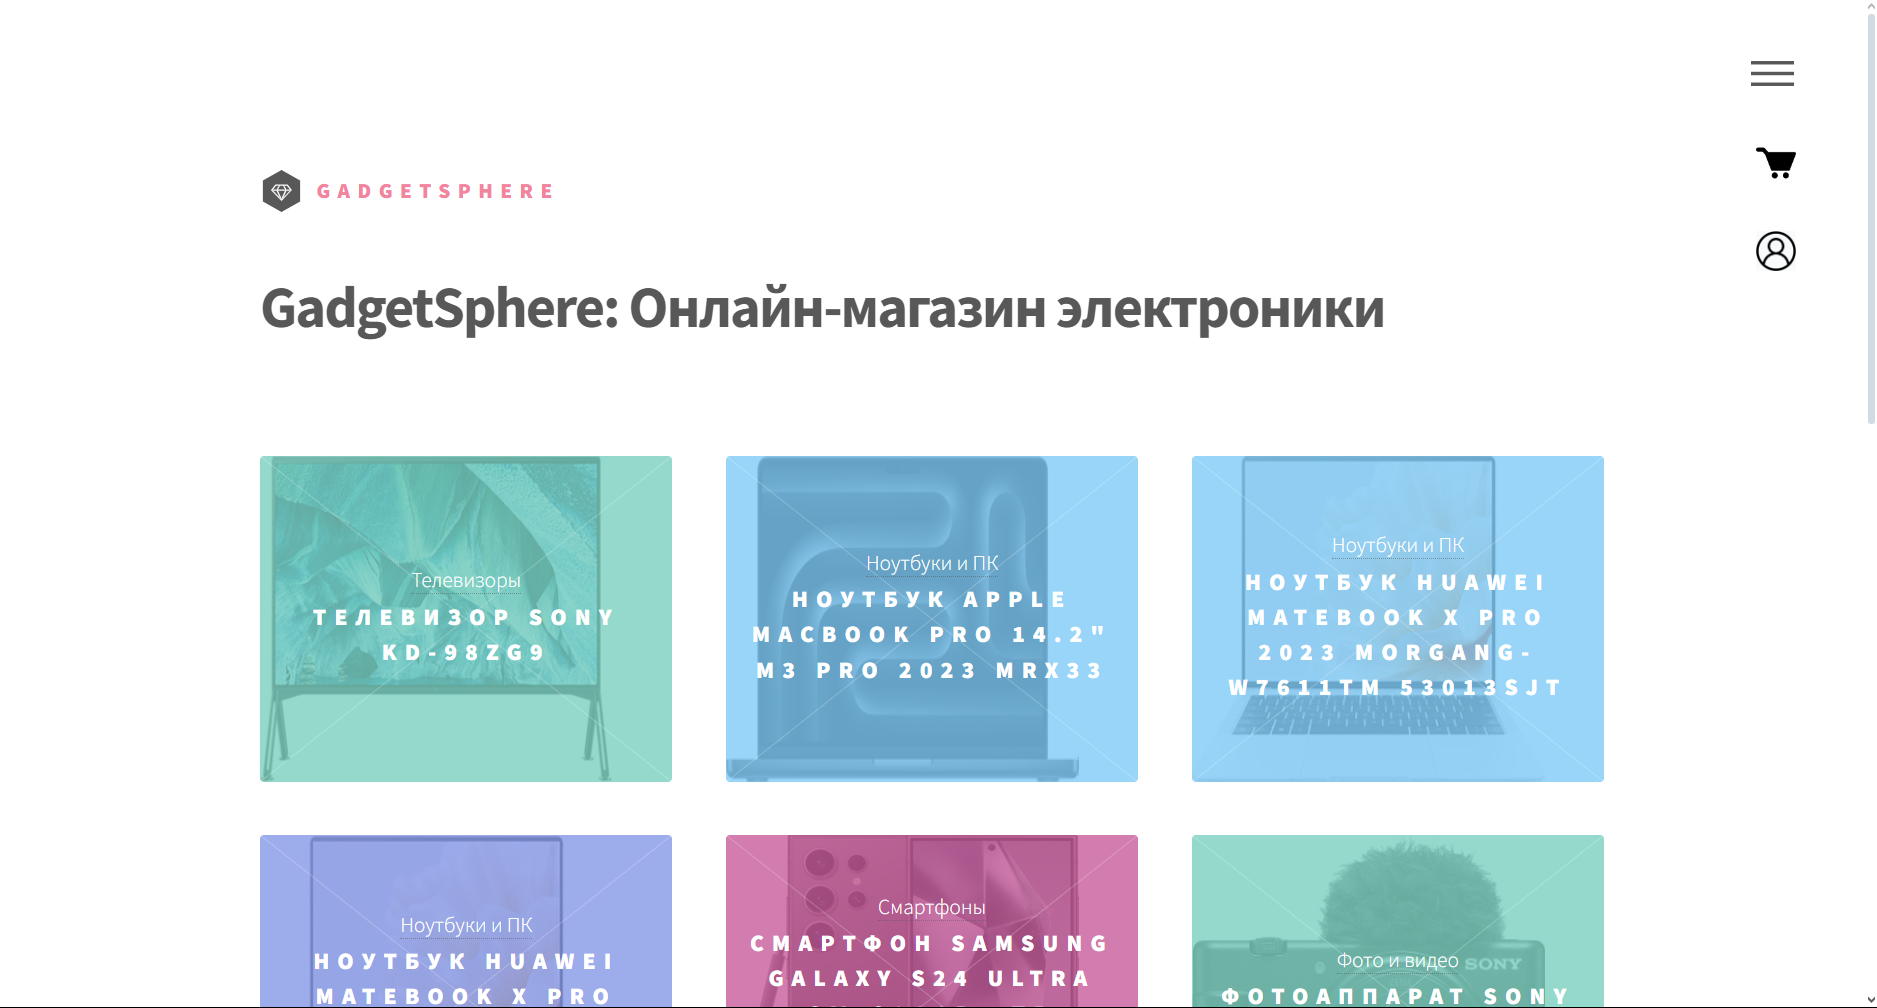 GADGETSPHERE
GadgetSphere: Онлайн-магазин электроники
Телевизоры
ТЕЛЕВИЗОР SONY
KD-98ZG9
Ноутбуки и ПК
НОУТБУК APPLE
MACBOOK PRO 14.2"
M3 PRO 2023 MRX33
Ноутбуки и ПК
НОУТБУК HUAWEI
MATEBOOK X PRO
2023 MORGANG-
W7611TM 53013SJT
Ноутбуки и ПК
НОУТБУК HUAWEI
MATEBOOK X PRO
Смартфоны
СМАРТФОН SAMSUNG
GALAXY S24 ULTRA
SONY
Фото и видео
ФОТОАППАРАТ SONY